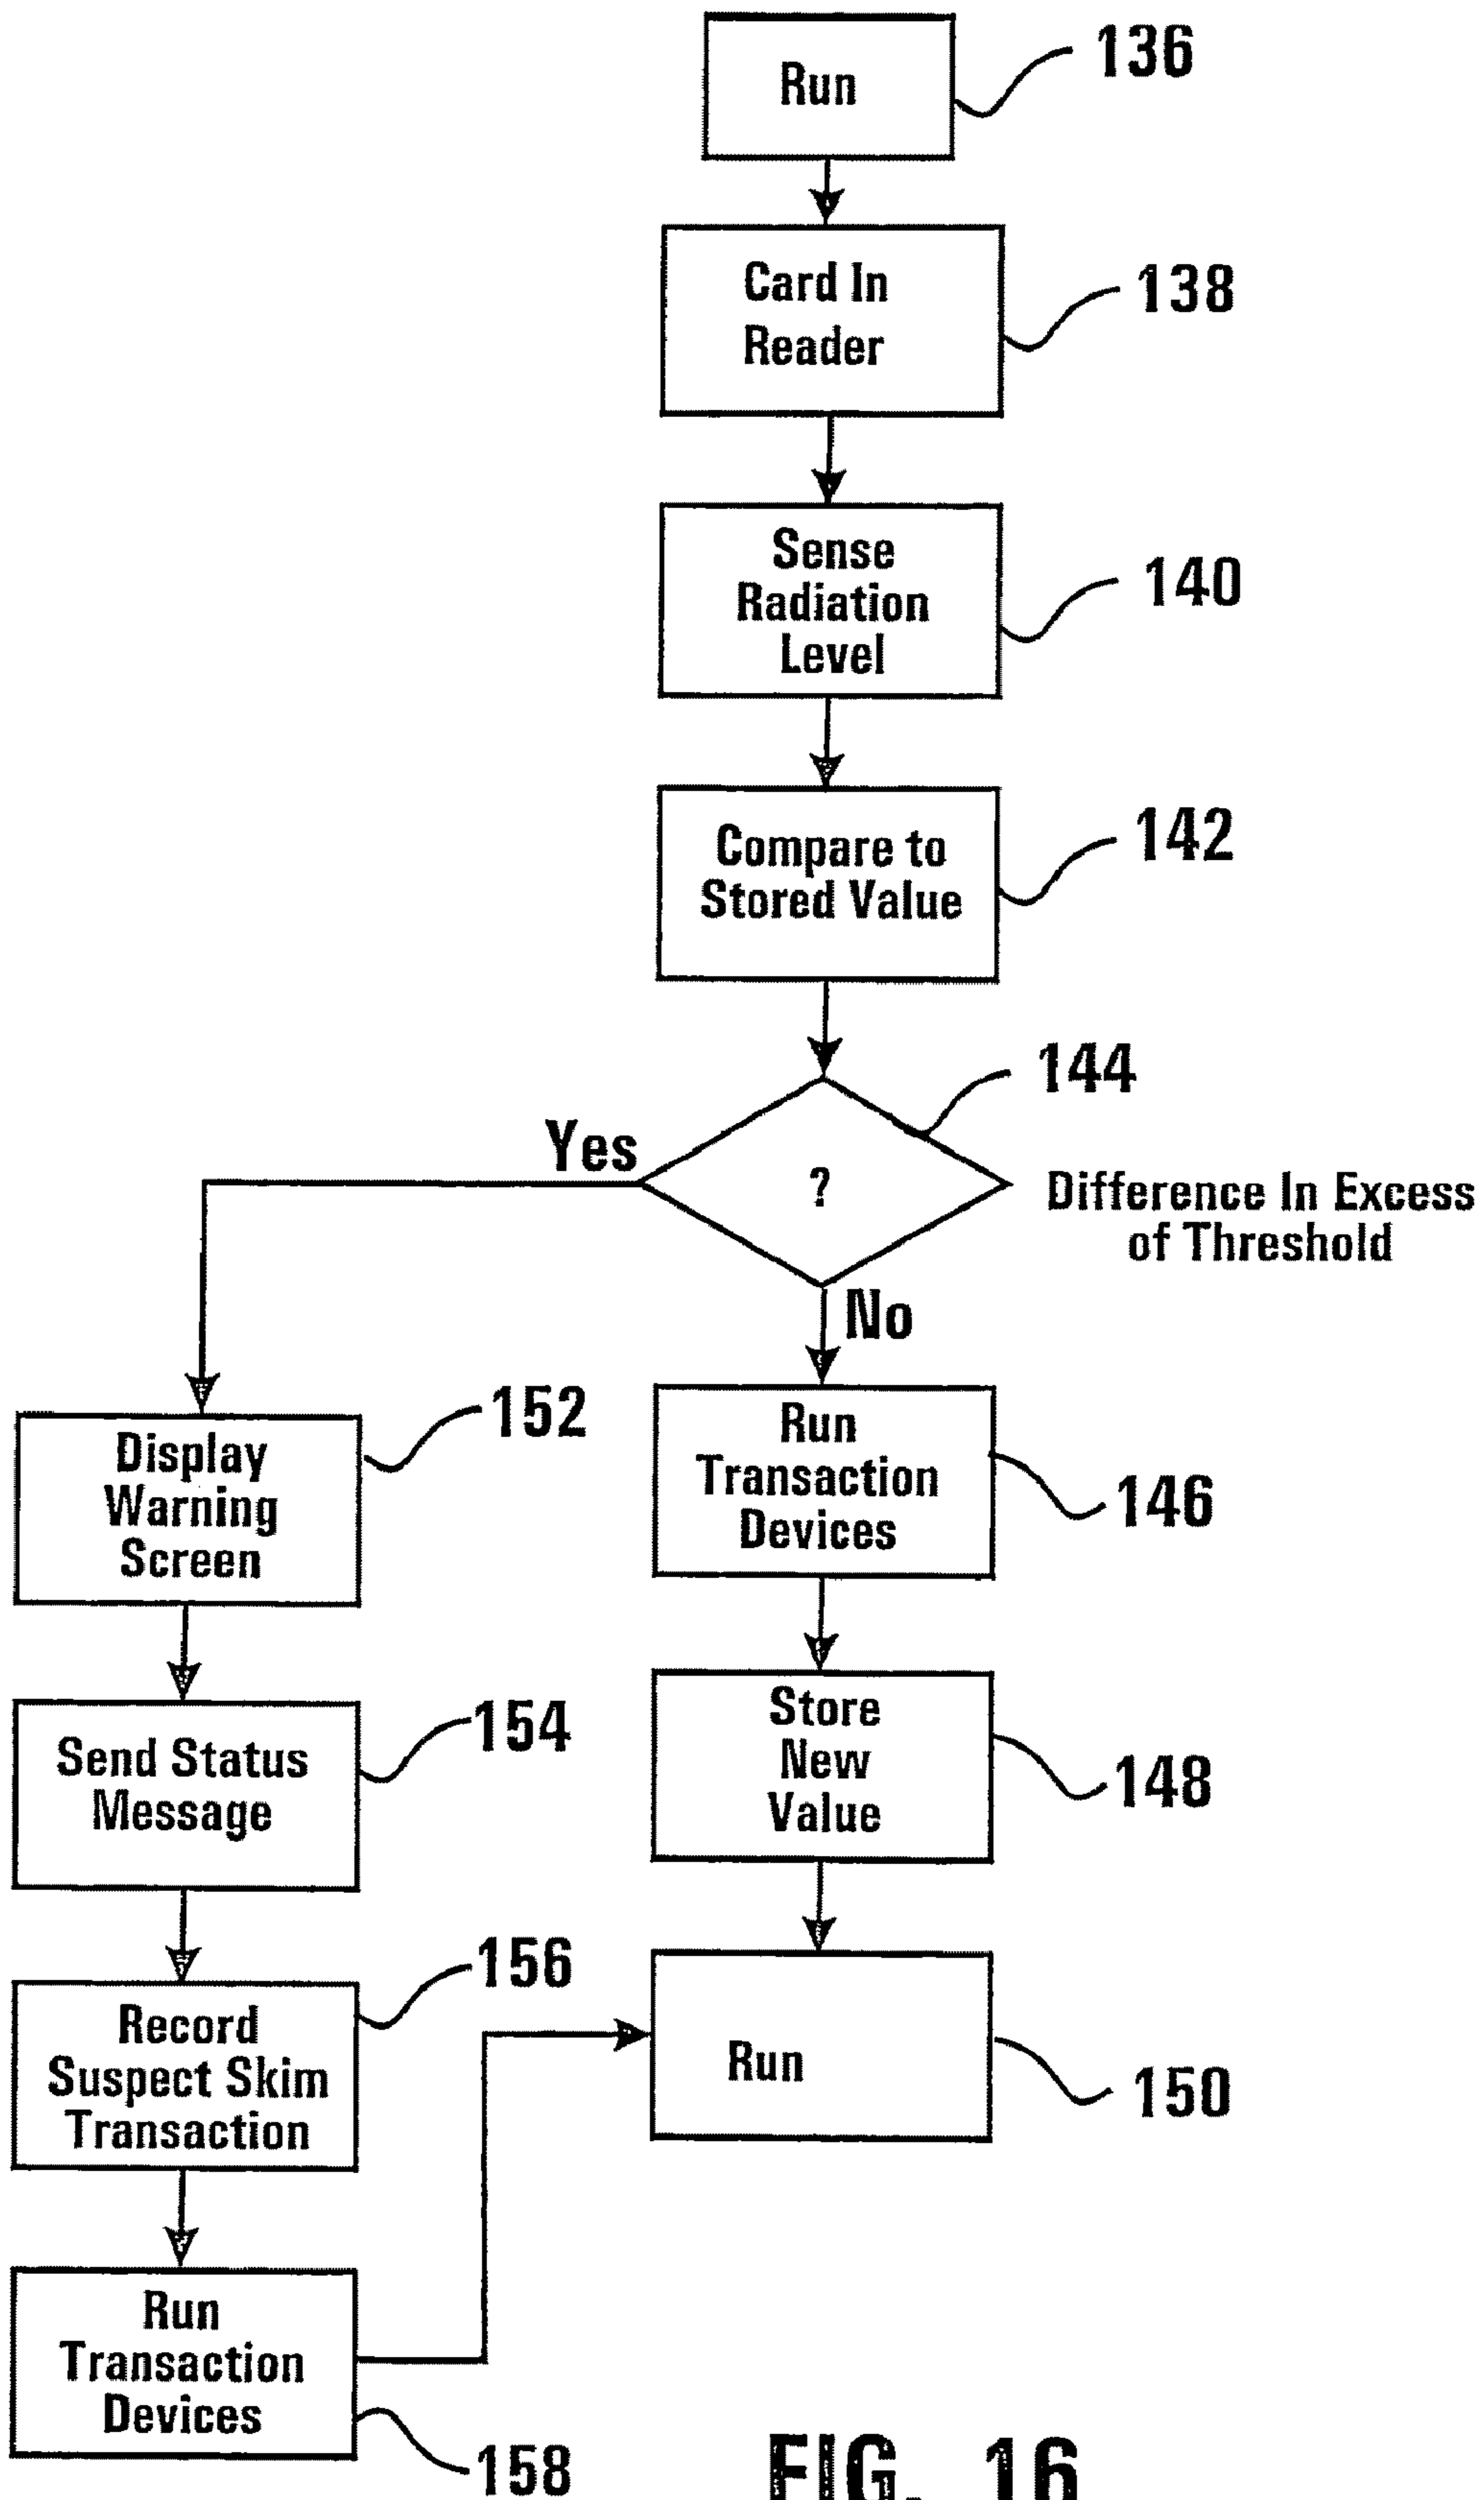 Run
136
Card In
Reader
138
Sense
Radiation
Level
140
Compare to
Stored Value
142
144
Yes
?
Difference In Excess
of Threshold
No
Display
Warning
Screen
152
Run
Transaction
Devices
146
Send Status
Message
154
Store
New
Value
148
Record
Suspect Skim
Transaction
156
Run
150
Run
Transaction
Devices
158
FIG. 16